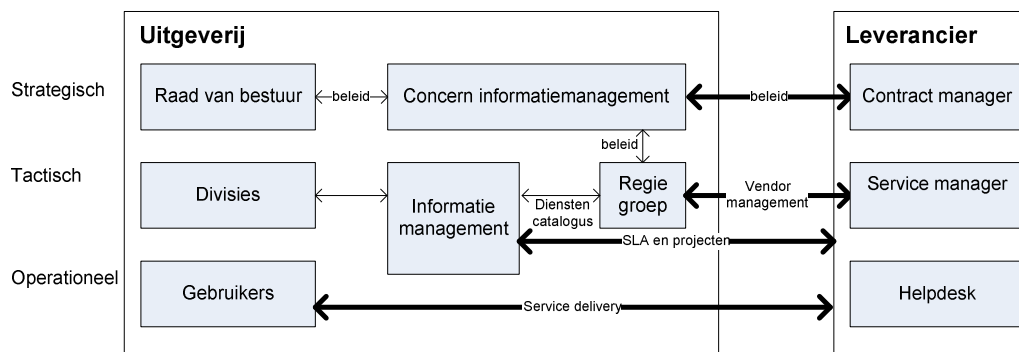 Uitgeverij
Leverancier
Strategisch
Raad van bestuur
beleid
Concern informatiemanagement
beleid
Contract manager
beleid
Tactisch
Divisies
Informatie
management
Diensten
catalogus
Regie
groep
Vendor
management
Service manager
SLA en projecten
Operationeel
Gebruikers
Service delivery
Helpdesk